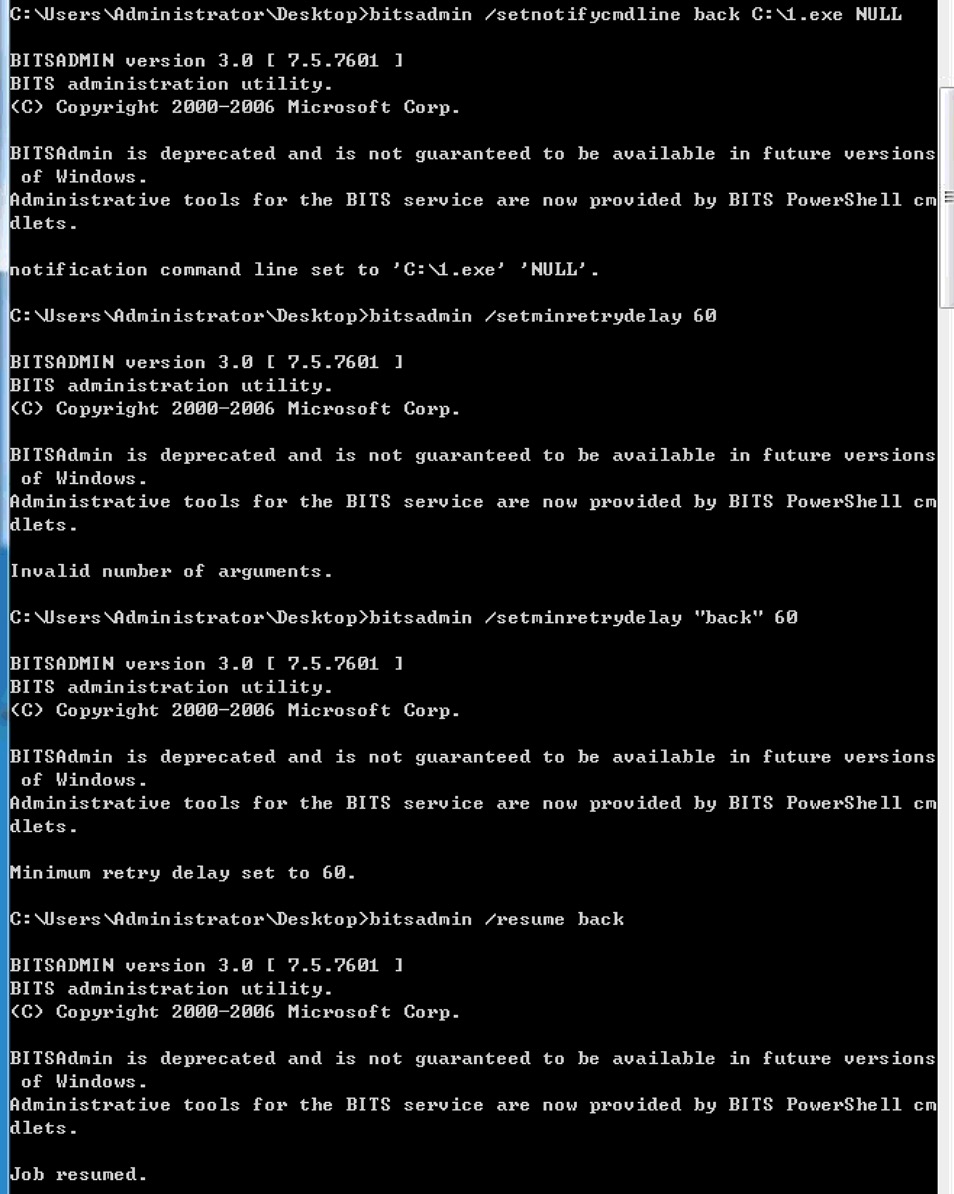 C:\Users\Administrator\Desktop>bitsadmin /setnotifycmdline back C:\1.exe NULL
BITSADMIN version 3.0 [ 7.5.7601 ]
BITS administration utility.
(C) Copyright 2000-2006 Microsoft Corp.
BITSAdmin is deprecated and is not guaranteed to be available in future versions
of Windows.
Administrative tools for the BITS service are now provided by BITS PowerShell cm
dlets.
notification command line set to 'C:\1.exe' 'NULL'.
C:\Users\Administrator\Desktop>bitsadmin /setminretrydelay 60
BITSADMIN version 3.0 [ 7.5.7601 ]
BITS administration utility.
(C) Copyright 2000-2006 Microsoft Corp.
BITSAdmin is deprecated and is not guaranteed to be available in future versions
of Windows.
Administrative tools for the BITS service are now provided by BITS PowerShell cm
dlets.
Invalid number of arguments.
C:\Users\Administrator\Desktop>bitsadmin /setminretrydelay "back" 60
BITSADMIN version 3.0 [ 7.5.7601 ]
BITS administration utility.
(C) Copyright 2000-2006 Microsoft Corp.
BITSAdmin is deprecated and is not guaranteed to be available in future versions
of Windows.
Administrative tools for the BITS service are now provided by BITS PowerShell cm
dlets.
Minimum retry delay set to 60.
C:\Users\Administrator\Desktop>bitsadmin /resume back
BITSADMIN version 3.0 [ 7.5.7601 ]
BITS administration utility.
(C) Copyright 2000-2006 Microsoft Corp.
BITSAdmin is deprecated and is not guaranteed to be available in future versions
of Windows.
Administrative tools for the BITS service are now provided by BITS PowerShell cm
dlets.
Job resumed.